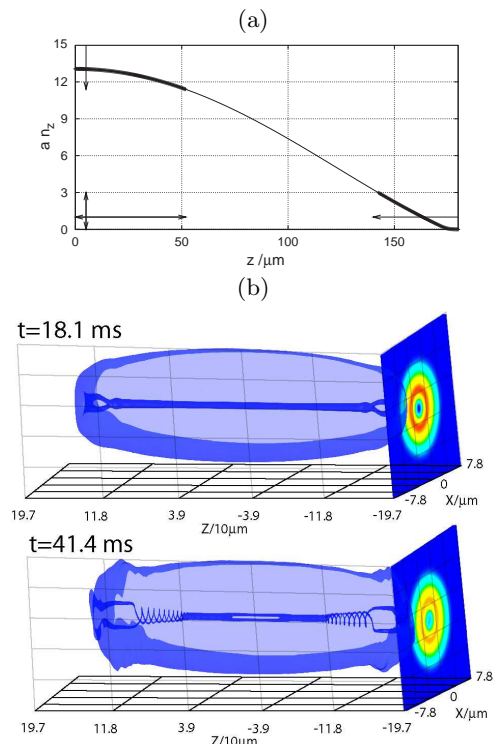 (a)
15
12
9
6
3
0
a n_z
0 50 100 150
z /μm
(b)
t=18.1 ms
7.8
0
-7.8 X/μm
19.7 11.8 3.9 -3.9 -11.8 -19.7
Z/10μm
t=41.4 ms
7.8
0
-7.8 X/μm
19.7 11.8 3.9 -3.9 -11.8 -19.7
Z/10μm